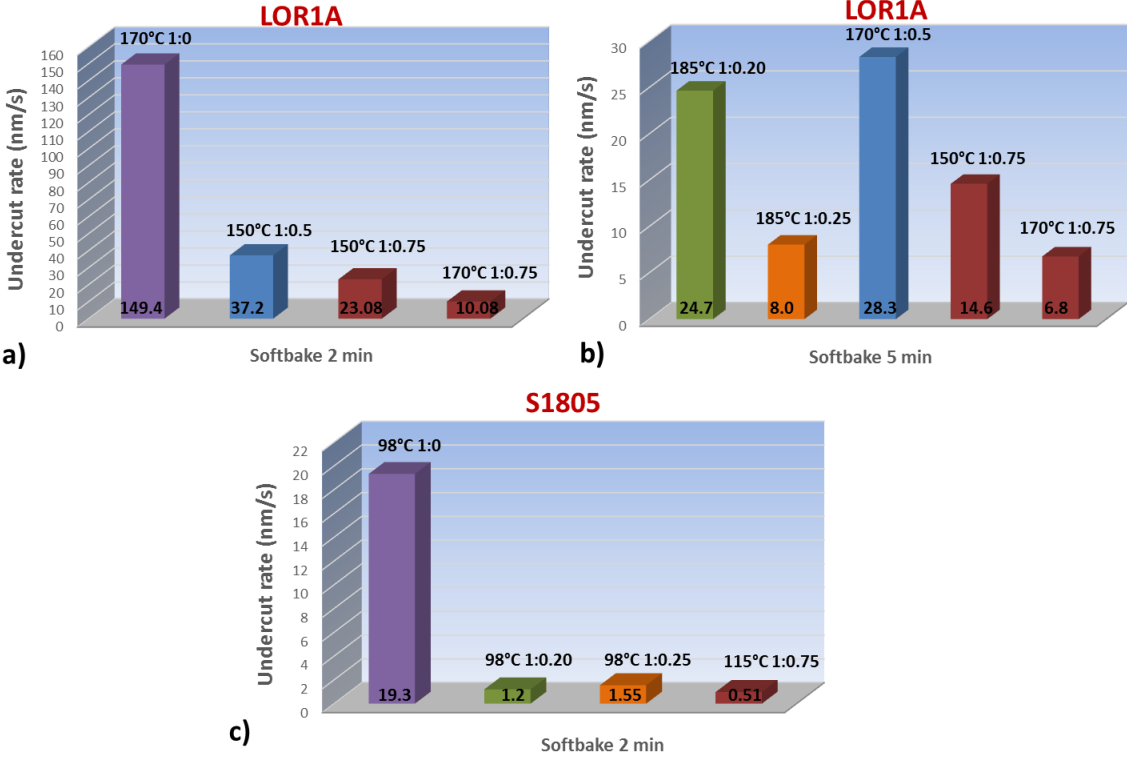 LOR1A
Undercut rate (nm/s)
160
150
140
130
120
110
100
90
80
70
60
50
40
30
20
10
0
170°C 1:0
150°C 1:0.5
150°C 1:0.75
170°C 1:0.75
149.4
37.2
23.08
10.08
Softbake 2 min
a)
LOR1A
Undercut rate (nm/s)
30
25
20
15
10
5
0
185°C 1:0.20
185°C 1:0.25
170°C 1:0.5
150°C 1:0.75
170°C 1:0.75
24.7
8.0
28.3
14.6
6.8
Softbake 5 min
b)
S1805
Undercut rate (nm/s)
22
20
18
16
14
12
10
8
6
4
2
0
98°C 1:0
98°C 1:0.20
98°C 1:0.25
115°C 1:0.75
19.3
1.2
1.55
0.51
Softbake 2 min
c)